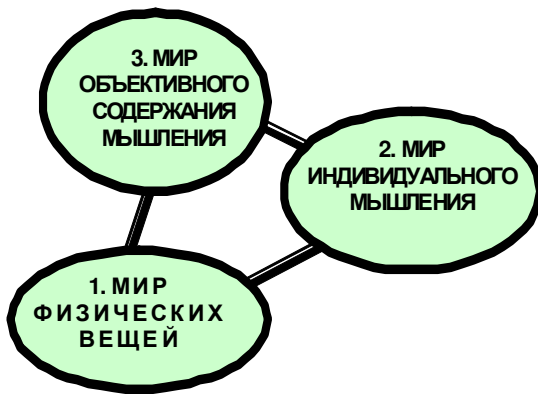 3. МИР
ОБЪЕКТИВНОГО
СОДЕРЖАНИЯ
МЫШЛЕНИЯ
2. МИР
ИНДИВИДУАЛЬНОГО
МЫШЛЕНИЯ
1. МИР
ФИЗИЧЕСКИХ
ВЕЩЕЙ